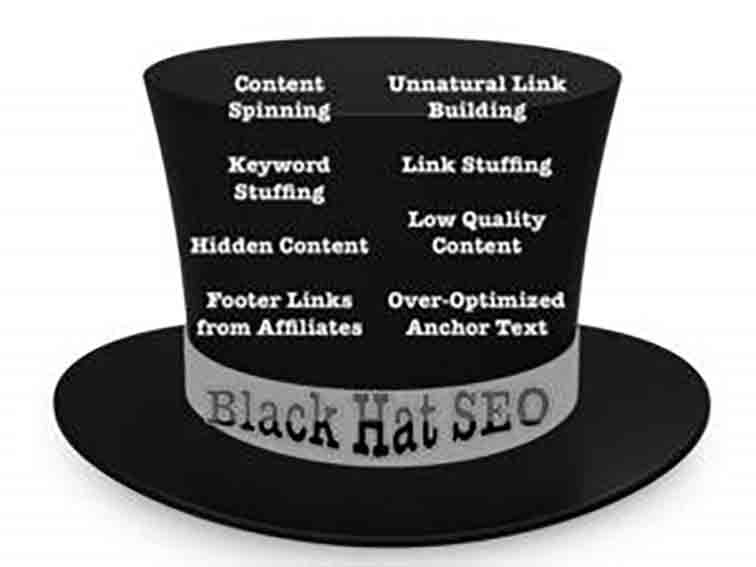 Content
Spinning
Keyword
Stuffing
Hidden Content
Footer Links
from Affiliates
Unnatural Link
Building
Link Stuffing
Low Quality
Content
Over-Optimized
Anchor Text
Black Hat SEO